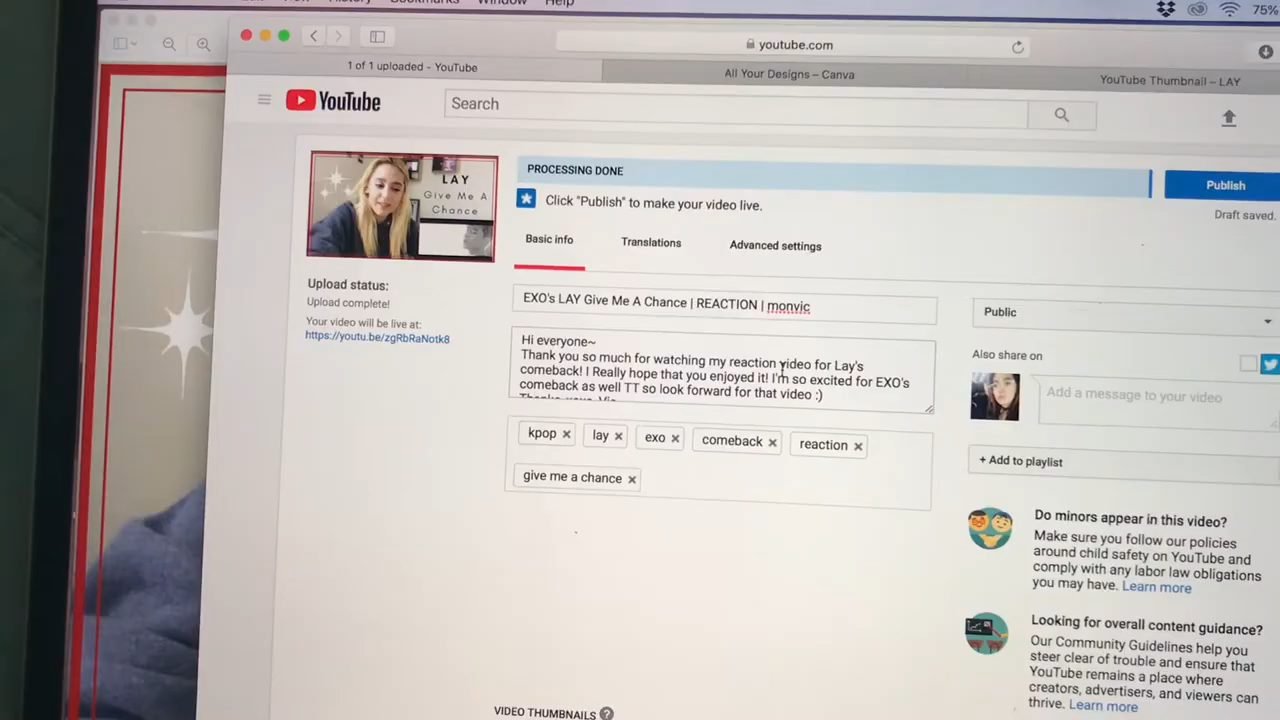 History
Bookmarks
Window
Help
75%
youtube.com
1 of 1 uploaded - YouTube
All Your Designs – Canva
YouTube Thumbnail – LAY
YouTube
Search
LAY
Give Me A
Chance
PROCESSING DONE
Publish
Click "Publish" to make your video live.
Draft saved.
Basic info
Translations
Advanced settings
Upload status:
Upload complete!
Your video will be live at:
https://youtu.be/zgRbRaNotk8
EXO's LAY Give Me A Chance | REACTION | monvic
Public
Hi everyone~
Thank you so much for watching my reaction video for Lay's
comeback! I Really hope that you enjoyed it! I'm so excited for EXO's
comeback as well TT so look forward for that video :)
Also share on
Add a message to your video
kpop
lay
exo
comeback
reaction
give me a chance
+ Add to playlist
Do minors appear in this video?
Make sure you follow our policies
around child safety on YouTube and
comply with any labor law obligations
you may have. Learn more
Looking for overall content guidance?
Our Community Guidelines help you
steer clear of trouble and ensure that
YouTube remains a place where
creators, advertisers, and viewers can
thrive. Learn more
VIDEO THUMBNAILS ?